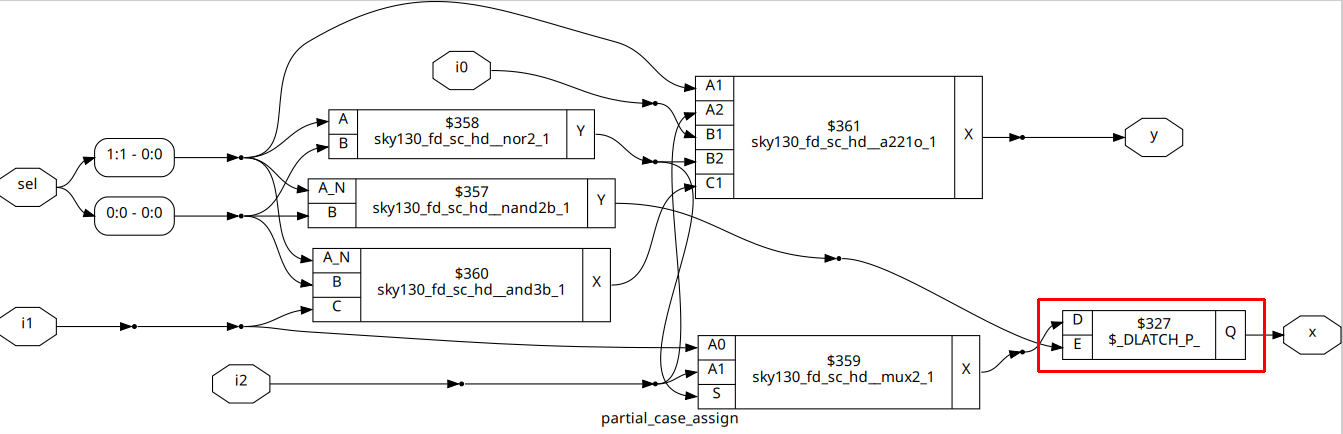 i0
A1
A2
B1
B2
C1
$361
sky130_fd_sc_hd__a221o_1
X
y
A
B
$358
sky130_fd_sc_hd__nor2_1
Y
sel
1:1 - 0:0
0:0 - 0:0
A_N
B
$357
sky130_fd_sc_hd__nand2b_1
Y
A_N
B
C
$360
sky130_fd_sc_hd__and3b_1
X
i1
D
E
$327
$_DLATCH_P_
Q
x
i2
A0
A1
S
$359
sky130_fd_sc_hd__mux2_1
X
partial_case_assign